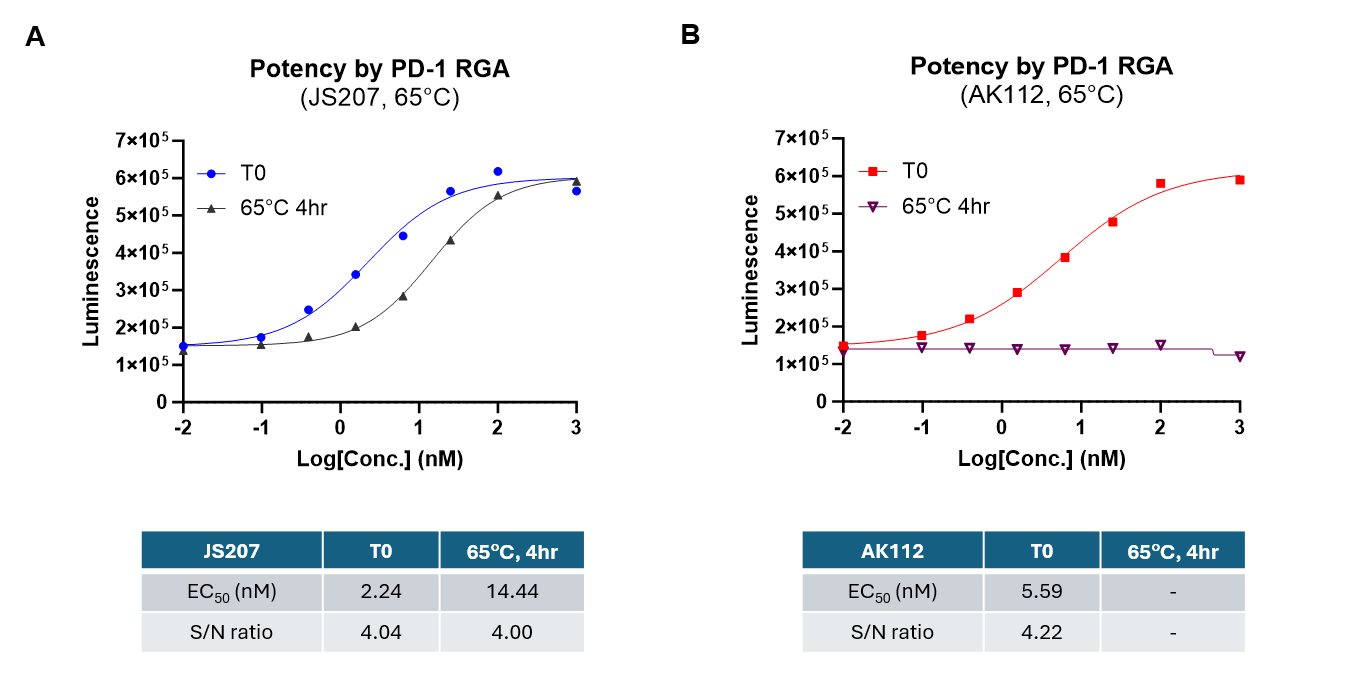 A
Potency by PD-1 RGA
(JS207, 65°C)
7×10⁵
6×10⁵
5×10⁵
4×10⁵
3×10⁵
2×10⁵
1×10⁵
0
Luminescence
T0
65°C 4hr
-2 -1 0 1 2 3
Log[Conc.] (nM)
JS207 T0 65°C, 4hr
EC₅₀ (nM) 2.24 14.44
S/N ratio 4.04 4.00
B
Potency by PD-1 RGA
(AK112, 65°C)
7×10⁵
6×10⁵
5×10⁵
4×10⁵
3×10⁵
2×10⁵
1×10⁵
0
Luminescence
T0
65°C 4hr
-2 -1 0 1 2 3
Log[Conc.] (nM)
AK112 T0 65°C, 4hr
EC₅₀ (nM) 5.59 -
S/N ratio 4.22 -